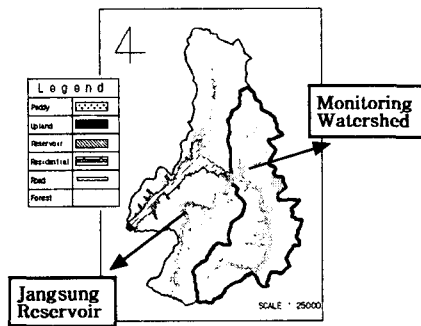 4
Legend
Paddy
Upland
Reservoir
Residential
Road
Forest
Monitoring
Watershed
Jangsung
Reservoir
SCALE 1 : 25000